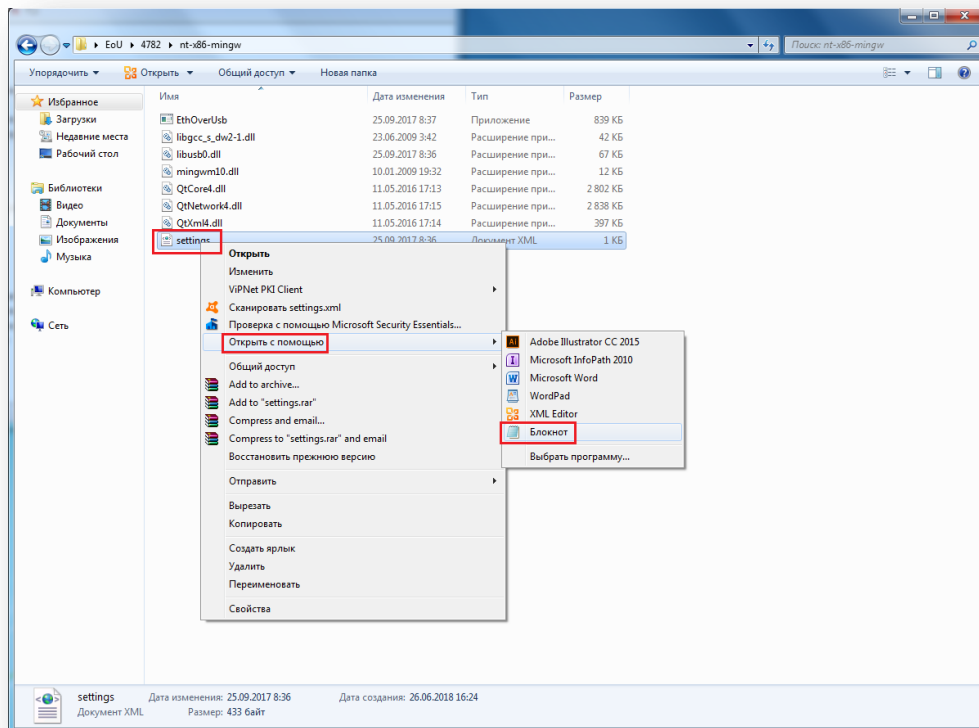 EoU ▸ 4782 ▸ nt-x86-mingw
Поиск: nt-x86-mingw
Упорядочить Открыть Общий доступ Новая папка
Избранное
Загрузки
Недавние места
Рабочий стол
Библиотеки
Видео
Документы
Изображения
Музыка
Компьютер
Сеть
Имя Дата изменения Тип Размер
EthOverUsb 25.09.2017 8:37 Приложение 839 КБ
libgcc_s_dw2-1.dll 23.06.2009 3:42 Расширение при... 42 КБ
libusb0.dll 25.09.2017 8:36 Расширение при... 67 КБ
mingwm10.dll 10.01.2009 19:32 Расширение при... 12 КБ
QtCore4.dll 11.05.2016 17:13 Расширение при... 2 802 КБ
QtNetwork4.dll 11.05.2016 17:15 Расширение при... 2 838 КБ
QtXml4.dll 11.05.2016 17:14 Расширение при... 397 КБ
settings 25.09.2017 8:36 Документ XML 1 КБ
Открыть
Изменить
ViPNet PKI Client
Сканировать settings.xml
Проверка с помощью Microsoft Security Essentials...
Открыть с помощью
Общий доступ
Add to archive...
Add to "settings.rar"
Compress and email...
Compress to "settings.rar" and email
Восстановить прежнюю версию
Отправить
Вырезать
Копировать
Создать ярлык
Удалить
Переименовать
Свойства
Ai Adobe Illustrator CC 2015
Microsoft InfoPath 2010
Microsoft Word
WordPad
XML Editor
Блокнот
Выбрать программу...
settings Дата изменения: 25.09.2017 8:36 Дата создания: 26.06.2018 16:24
Документ XML Размер: 433 байт